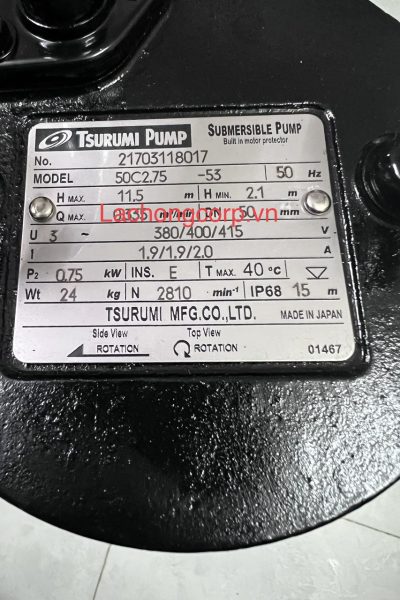 TSURUMI PUMP SUBMERSIBLE PUMP
Built in motor protector
No. 21703118017
MODEL 50C2.75 -53 50 Hz
H MAX. 11.5 m H MIN. 2.1 m
Q MAX. m³/min DN 50 mm
Lachongcorp.vn
U 3 ~ 380/400/415 V
I 1.9/1.9/2.0 A
P2 0.75 kW INS. E T MAX. 40 °C
Wt 24 kg N 2810 min-1 IP68 15 m
TSURUMI MFG.CO.,LTD. MADE IN JAPAN
Side View Top View
ROTATION ROTATION 01467